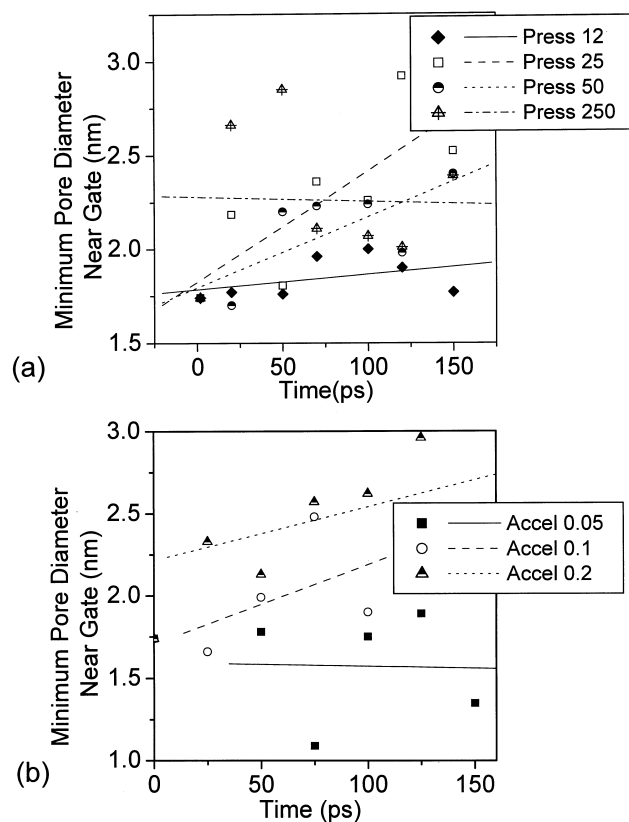 3.0
2.5
2.0
1.5
Minimum Pore Diameter
Near Gate (nm)
Press 12
Press 25
Press 50
Press 250
0
50
100
150
Time(ps)
(a)
3.0
2.5
2.0
1.5
1.0
Minimum Pore Diameter
Near Gate (nm)
Accel 0.05
Accel 0.1
Accel 0.2
0
50
100
150
Time (ps)
(b)